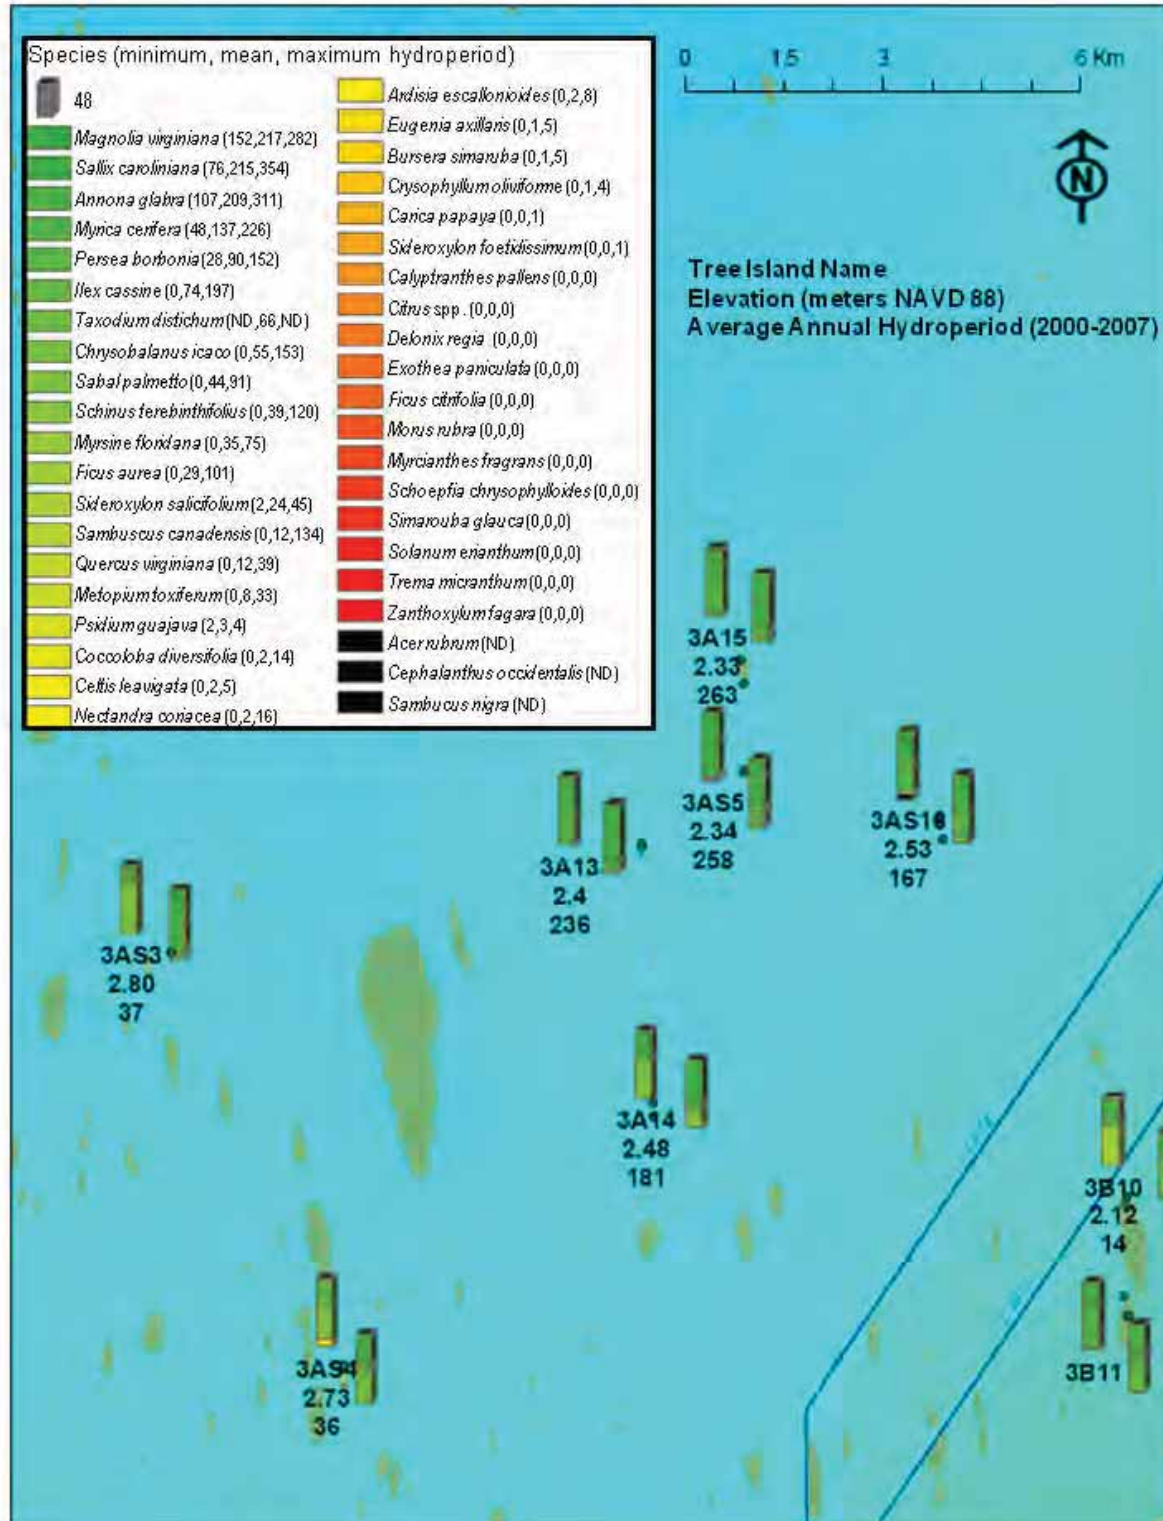 Species (minimum, mean, maximum hydroperiod)
48
Magnolia virginiana (152,217,282)
Sallix caroliniana (76,215,354)
Annona glabra (107,209,311)
Myrica cerifera (48,137,226)
Persea borbonia (28,90,152)
Ilex cassine (0,74,197)
Taxodium distichum (ND,66,ND)
Chrysobalanus icaco (0,55,153)
Sabal palmetto (0,44,91)
Schinus terebinthifolius (0,39,120)
Myrsine floridana (0,35,75)
Ficus aurea (0,29,101)
Sideroxylon salicifolium (2,24,45)
Sambuscus canadensis (0,12,134)
Quercus virginiana (0,12,39)
Metopium toxiferum (0,8,33)
Psidium guajava (2,3,4)
Coccoloba diversifolia (0,2,14)
Celtis leavigata (0,2,5)
Nectandra coriacea (0,2,16)
Ardisia escallonioides (0,2,8)
Eugenia axillaris (0,1,5)
Bursera simaruba (0,1,5)
Crysophyllum oliviforme (0,1,4)
Carica papaya (0,0,1)
Sideroxylon foetidissimum (0,0,1)
Calyptranthes pallens (0,0,0)
Citrus spp. (0,0,0)
Delonix regia (0,0,0)
Exothea paniculata (0,0,0)
Ficus citrifolia (0,0,0)
Morus rubra (0,0,0)
Myrcianthes fragrans (0,0,0)
Schoepfia chrysophylloides (0,0,0)
Simarouba glauca (0,0,0)
Solanum erianthum (0,0,0)
Trema micranthum (0,0,0)
Zanthoxylum fagara (0,0,0)
Acer rubrum (ND)
Cephalanthus occidentalis (ND)
Sambucus nigra (ND)
0 1.5 3 6 Km
N
Tree Island Name
Elevation (meters NAVD 88)
Average Annual Hydroperiod (2000-2007)
3A15
2.33
263
3AS5
2.34
258
2.53
167
3A13
2.4
236
3AS3
2.80
37
3A14
2.48
181
3B10
2.12
14
3AS4
2.73
36
3B11